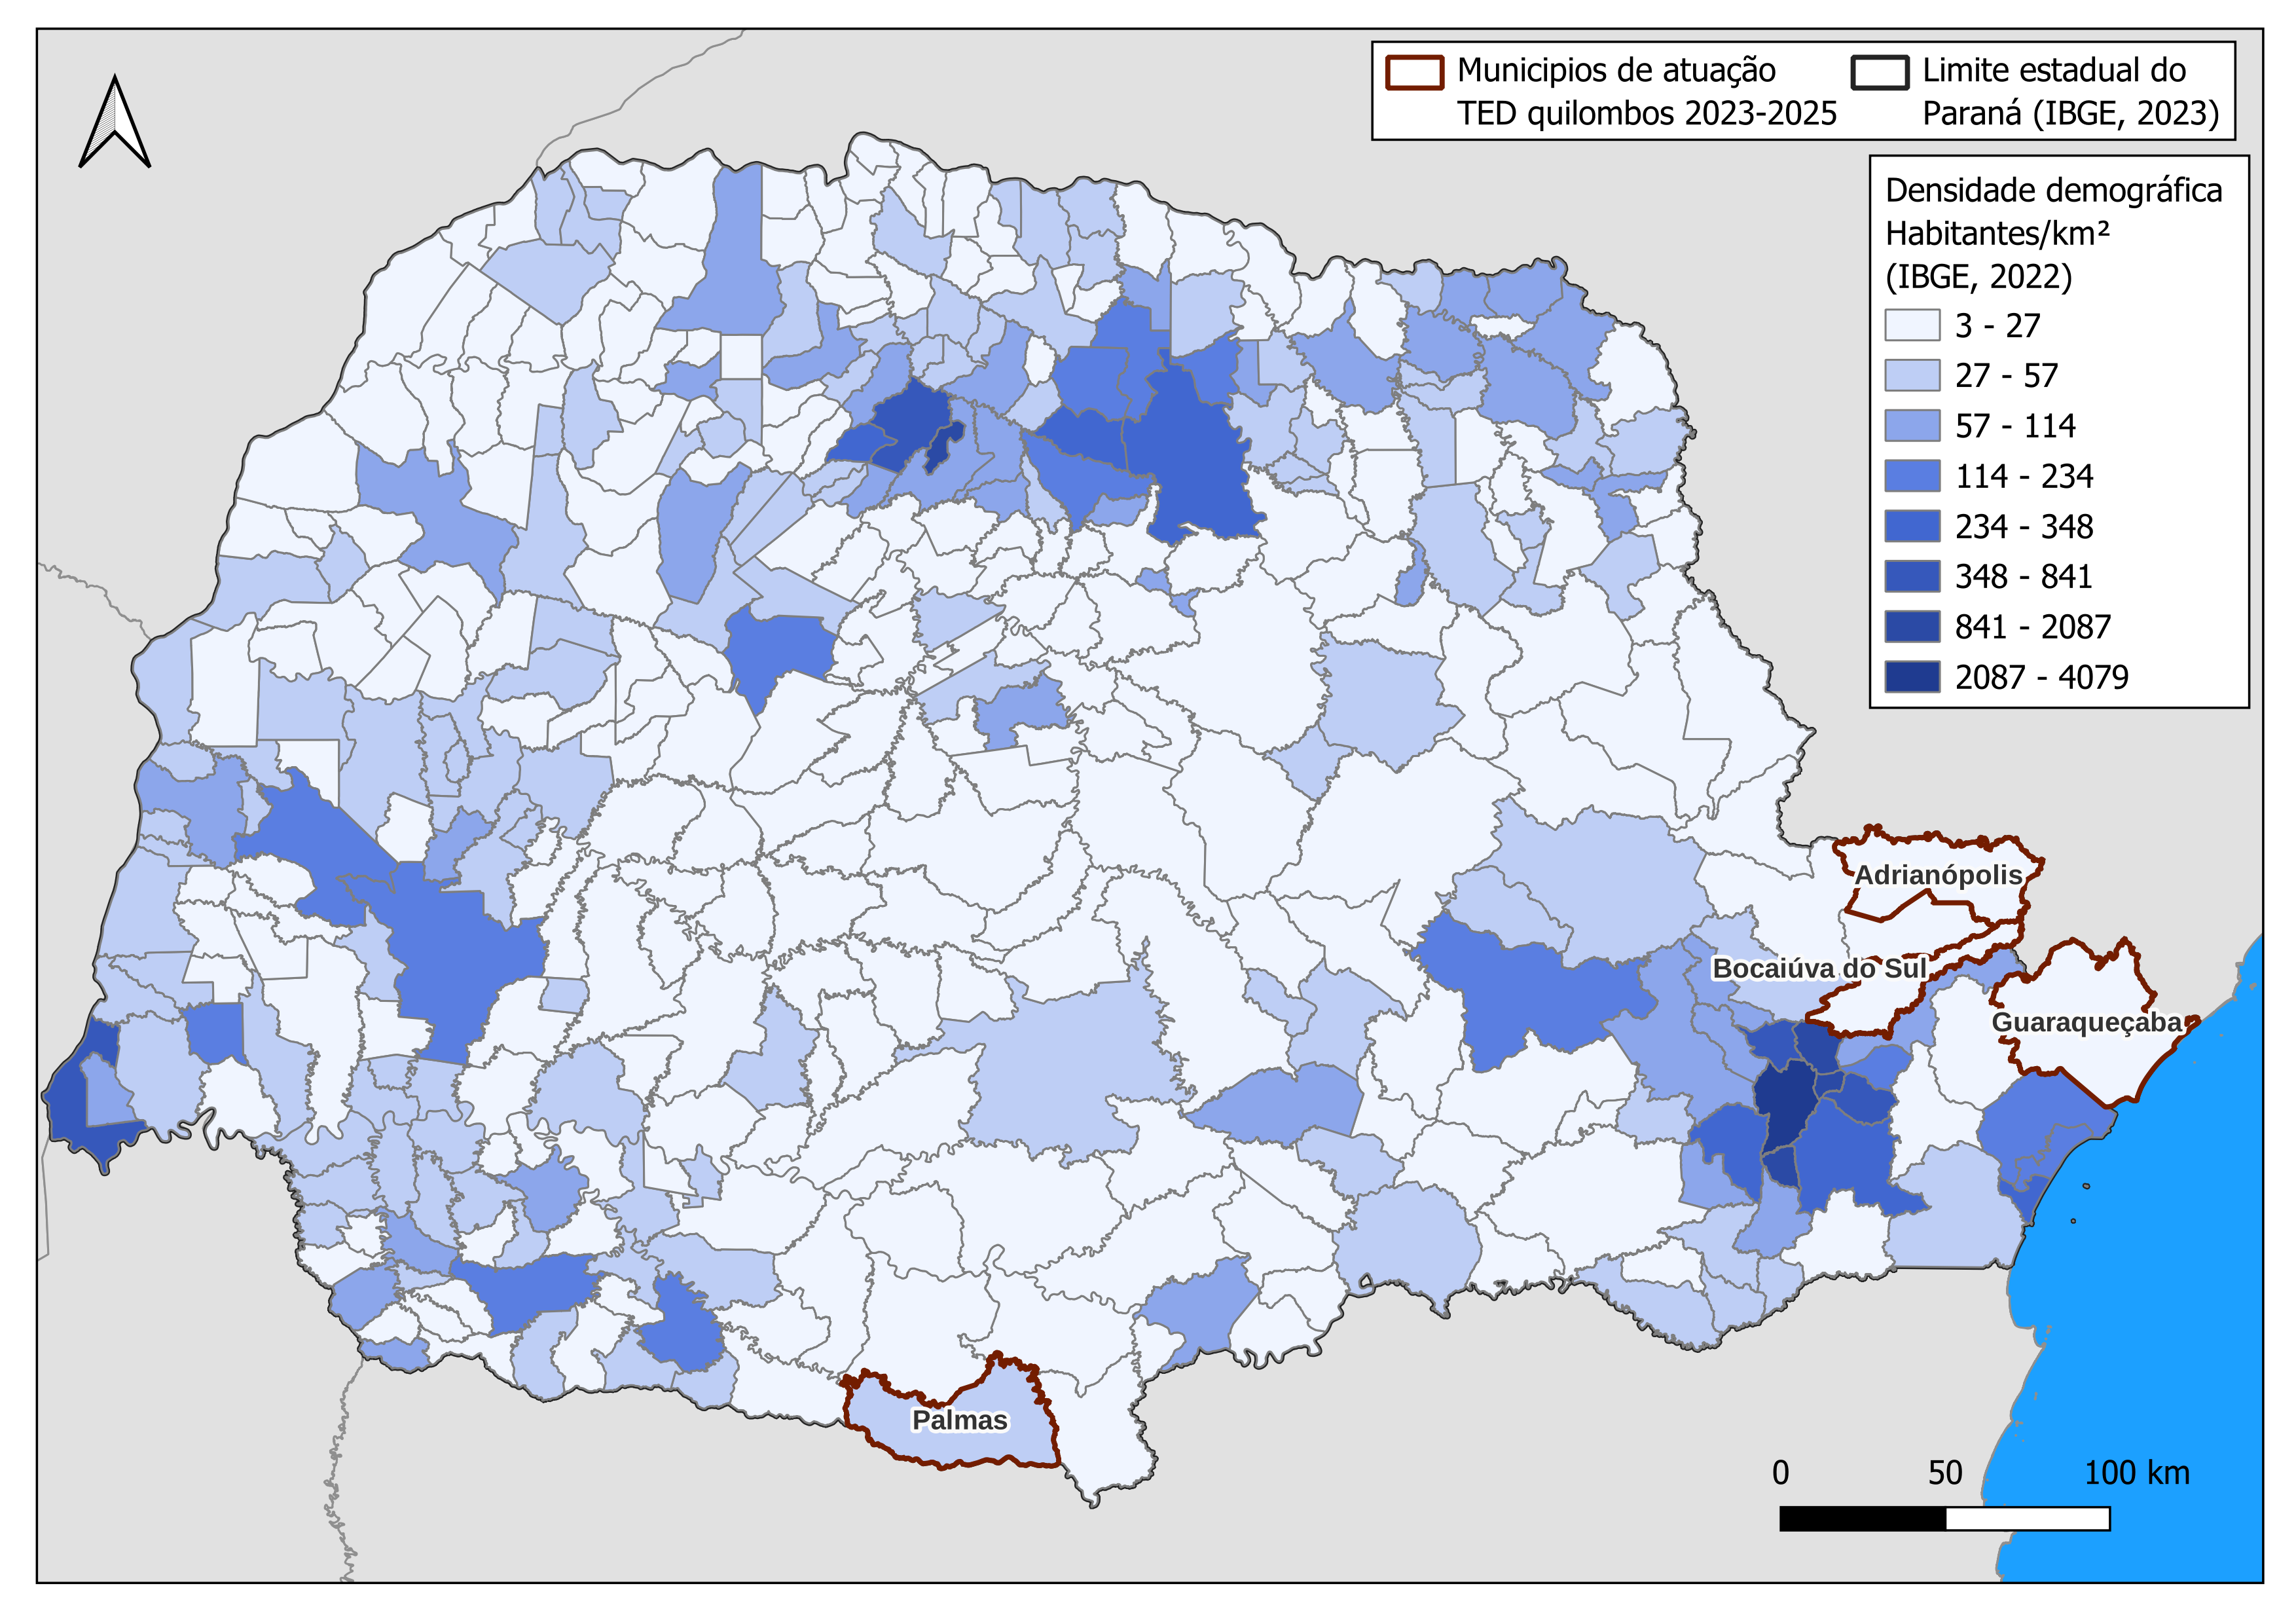 Municipios de atuação
TED quilombos 2023-2025
Limite estadual do
Paraná (IBGE, 2023)
Densidade demográfica
Habitantes/km²
(IBGE, 2022)
3 - 27
27 - 57
57 - 114
114 - 234
234 - 348
348 - 841
841 - 2087
2087 - 4079
Adrianópolis
Bocaiúva do Sul
Guaraqueçaba
Palmas
0 50 100 km